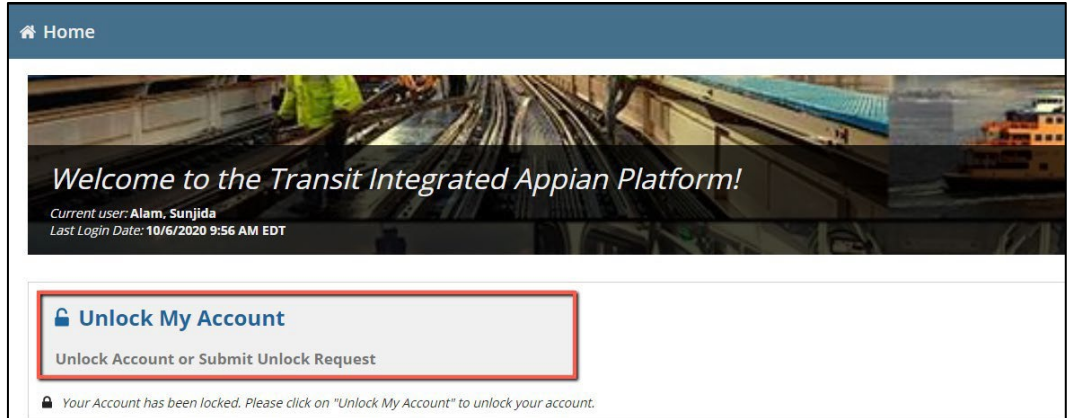 Home
Welcome to the Transit Integrated Appian Platform!
Current user: Alam, Sunjida
Last Login Date: 10/6/2020 9:56 AM EDT
Unlock My Account
Unlock Account or Submit Unlock Request
Your Account has been locked. Please click on "Unlock My Account" to unlock your account.